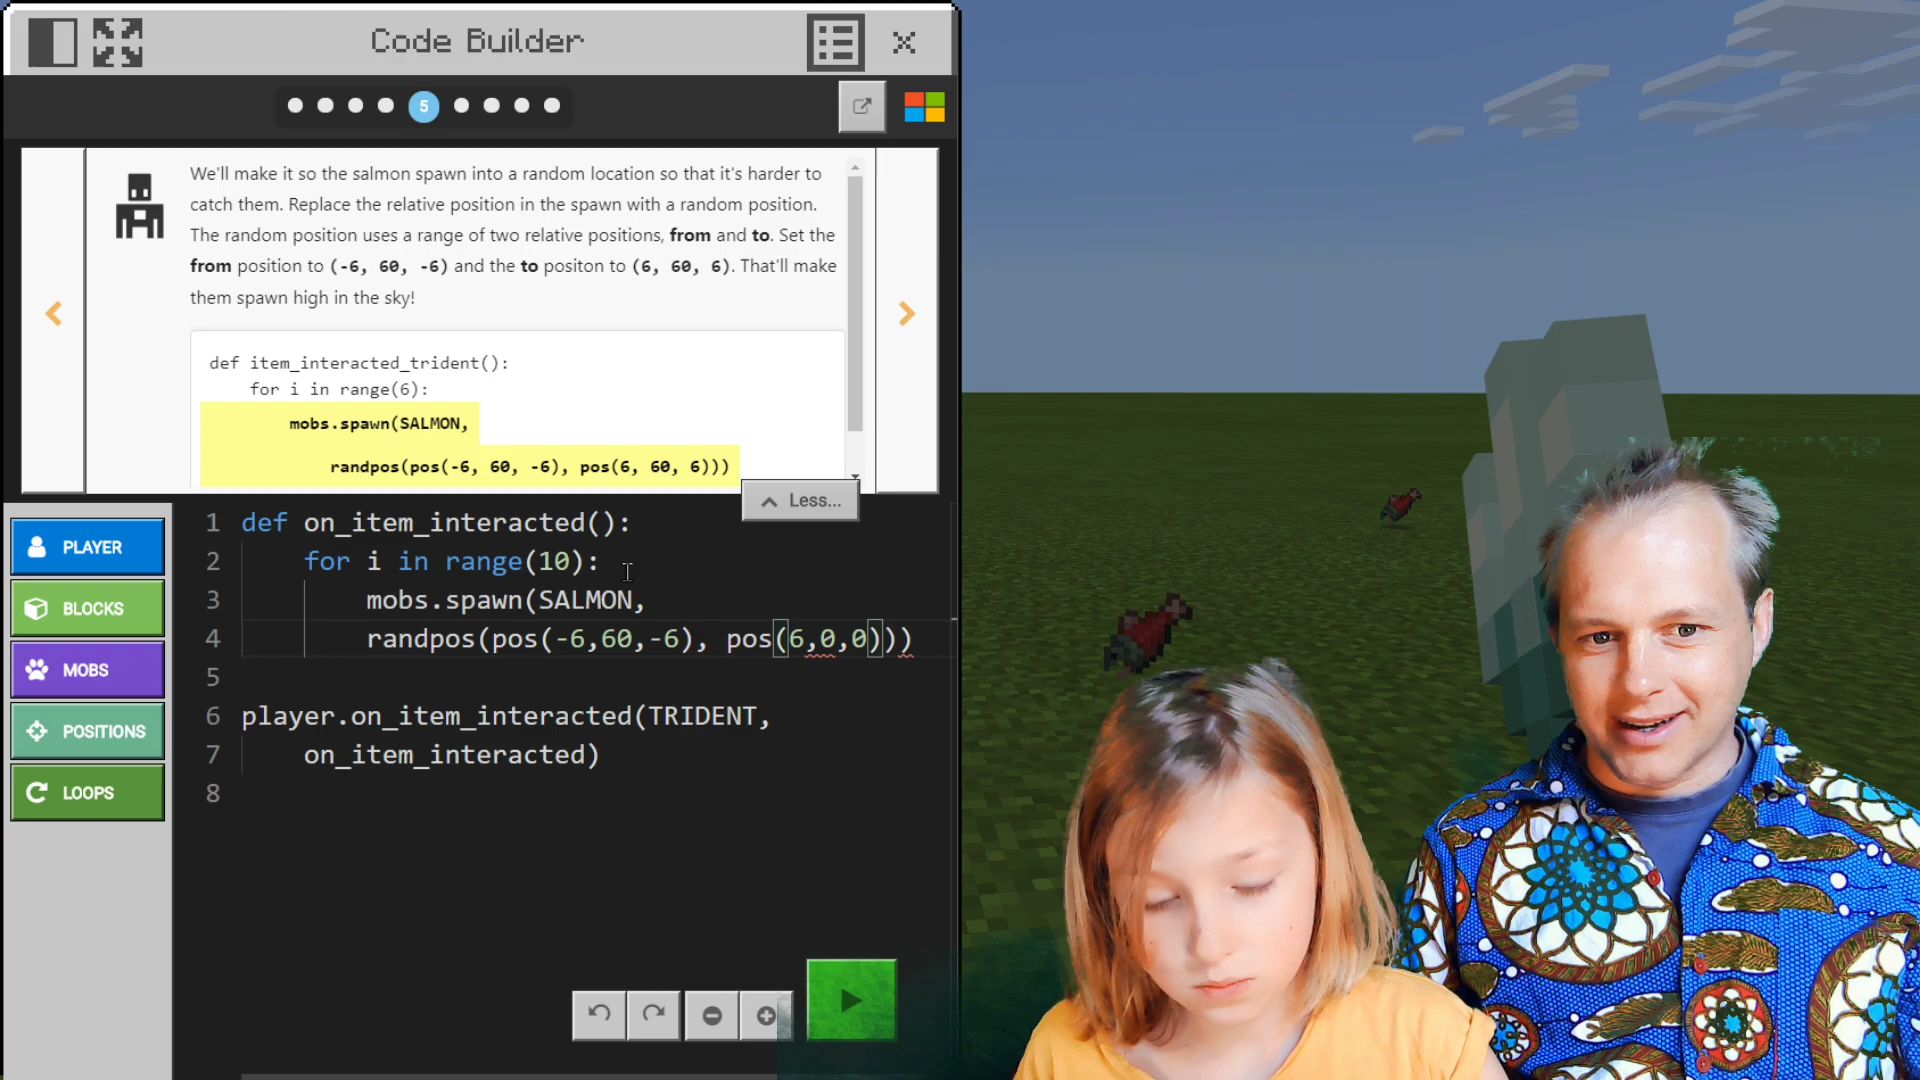 Code Builder
5
We'll make it so the salmon spawn into a random location so that it's harder to
catch them. Replace the relative position in the spawn with a random position.
The random position uses a range of two relative positions, from and to. Set the
from position to (-6, 60, -6) and the to positon to (6, 60, 6). That'll make
them spawn high in the sky!
def item_interacted_trident():
for i in range(6):
mobs.spawn(SALMON,
randpos(pos(-6, 60, -6), pos(6, 60, 6)))
Less...
PLAYER
BLOCKS
MOBS
POSITIONS
LOOPS
1 def on_item_interacted():
2 for i in range(10):
3 mobs.spawn(SALMON,
4 randpos(pos(-6,60,-6), pos(6,0,0)))
5
6 player.on_item_interacted(TRIDENT,
7 on_item_interacted)
8